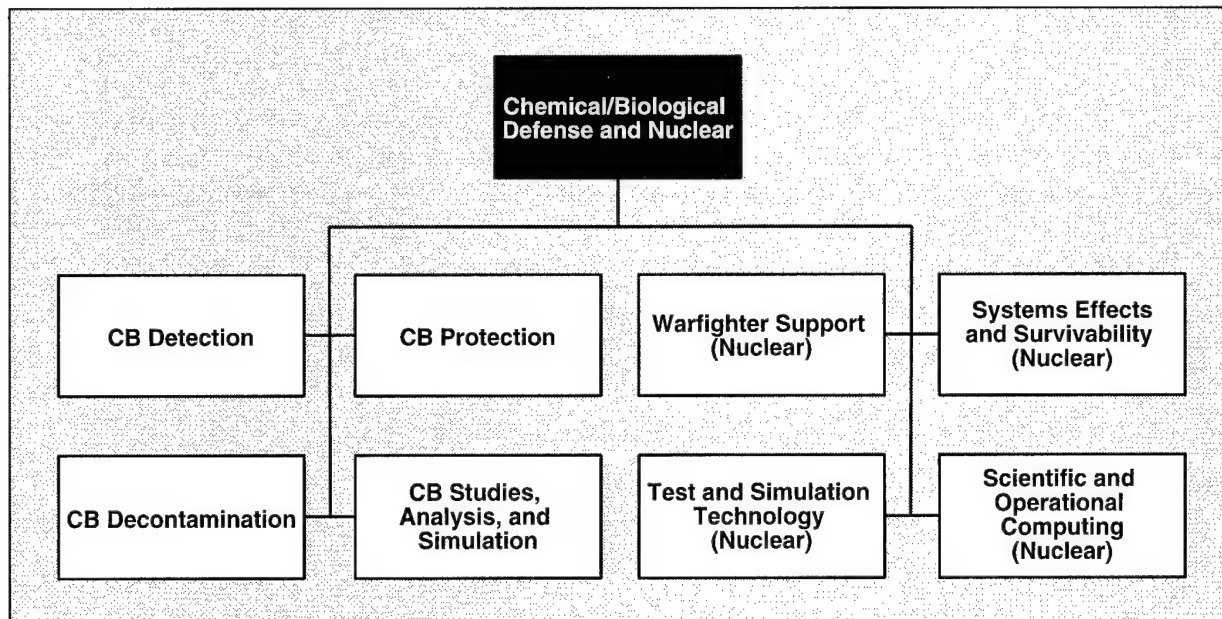 Chemical/Biological
Defense and Nuclear
CB Detection
CB Protection
Warfighter Support
(Nuclear)
Systems Effects
and Survivability
(Nuclear)
CB Decontamination
CB Studies,
Analysis, and
Simulation
Test and Simulation
Technology
(Nuclear)
Scientific and
Operational
Computing
(Nuclear)